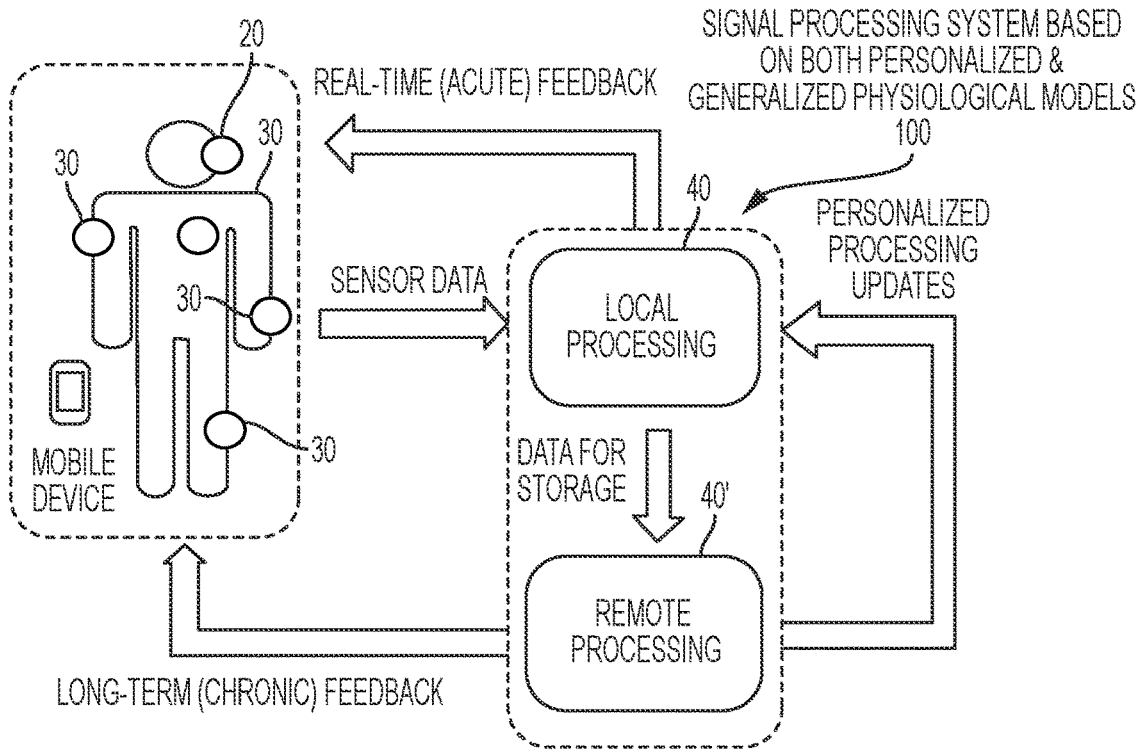 SIGNAL PROCESSING SYSTEM BASED
ON BOTH PERSONALIZED &
GENERALIZED PHYSIOLOGICAL MODELS
100
20
REAL-TIME (ACUTE) FEEDBACK
30
30
40
PERSONALIZED
PROCESSING
UPDATES
SENSOR DATA
30
LOCAL
PROCESSING
MOBILE
DEVICE
30
DATA FOR
STORAGE
40'
REMOTE
PROCESSING
LONG-TERM (CHRONIC) FEEDBACK